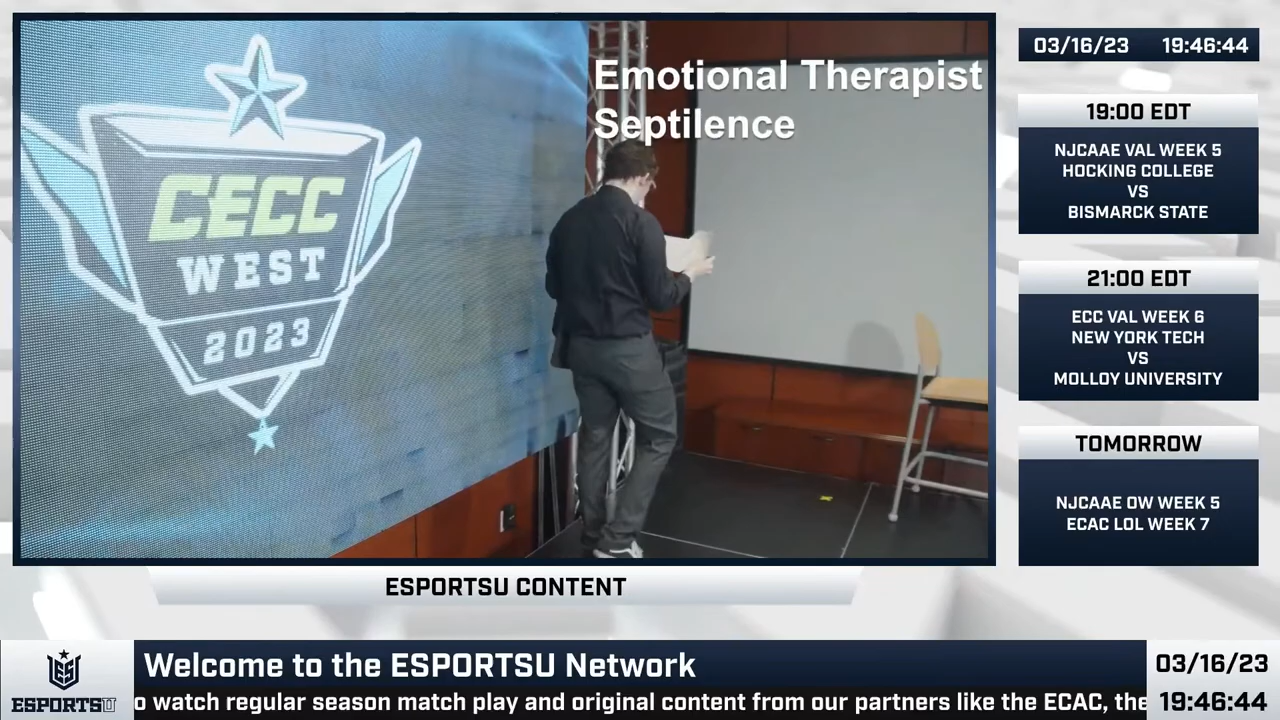 Emotional Therapist
Septilence
CECC
WEST
2023
ESPORTSU CONTENT
03/16/23 19:46:44
19:00 EDT
NJCAAE VAL WEEK 5
HOCKING COLLEGE
VS
BISMARCK STATE
21:00 EDT
ECC VAL WEEK 6
NEW YORK TECH
VS
MOLLOY UNIVERSITY
TOMORROW
NJCAAE OW WEEK 5
ECAC LOL WEEK 7
ESPORTSU
Welcome to the ESPORTSU Network
o watch regular season match play and original content from our partners like the ECAC, the
03/16/23
19:46:44